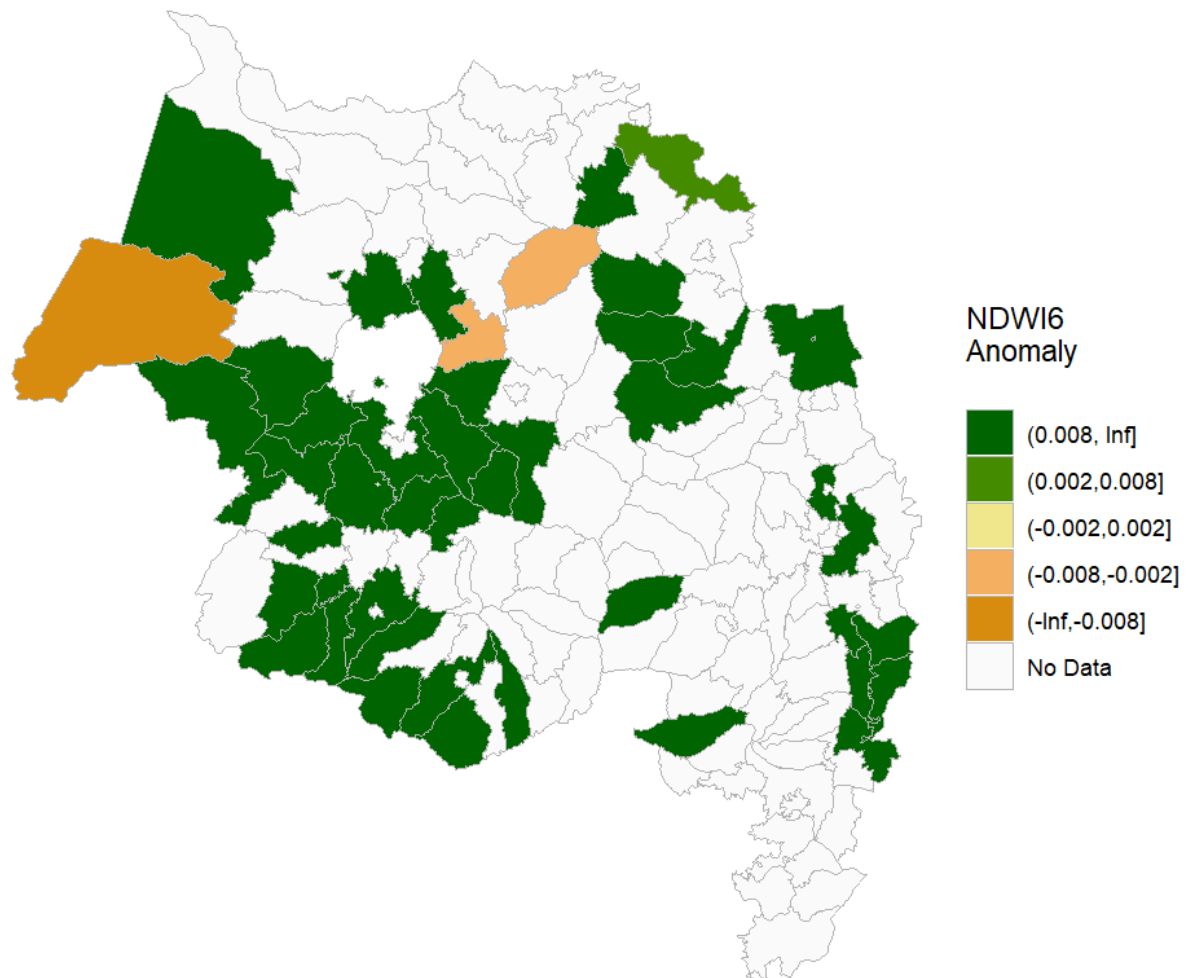 NDWI6
Anomaly
(0.008, Inf]
(0.002,0.008]
(-0.002,0.002]
(-0.008,-0.002]
(-Inf,-0.008]
No Data